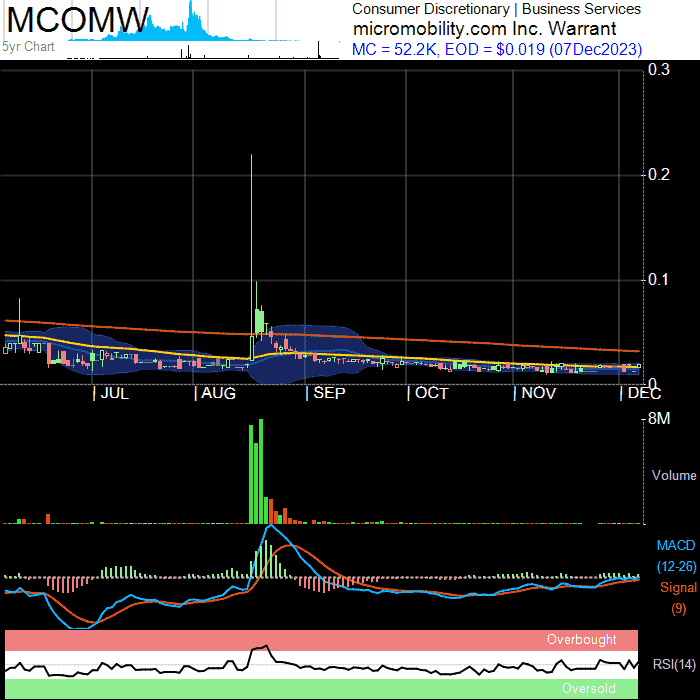 MCOMW
5yr Chart
Consumer Discretionary | Business Services
micromobility.com Inc. Warrant
MC = 52.2K, EOD = $0.019 (07Dec2023)
0.3
0.2
0.1
0
| JUL | AUG | SEP | OCT | NOV | DEC
8M
Volume
MACD
(12-26)
Signal
(9)
Overbought
RSI(14)
Oversold